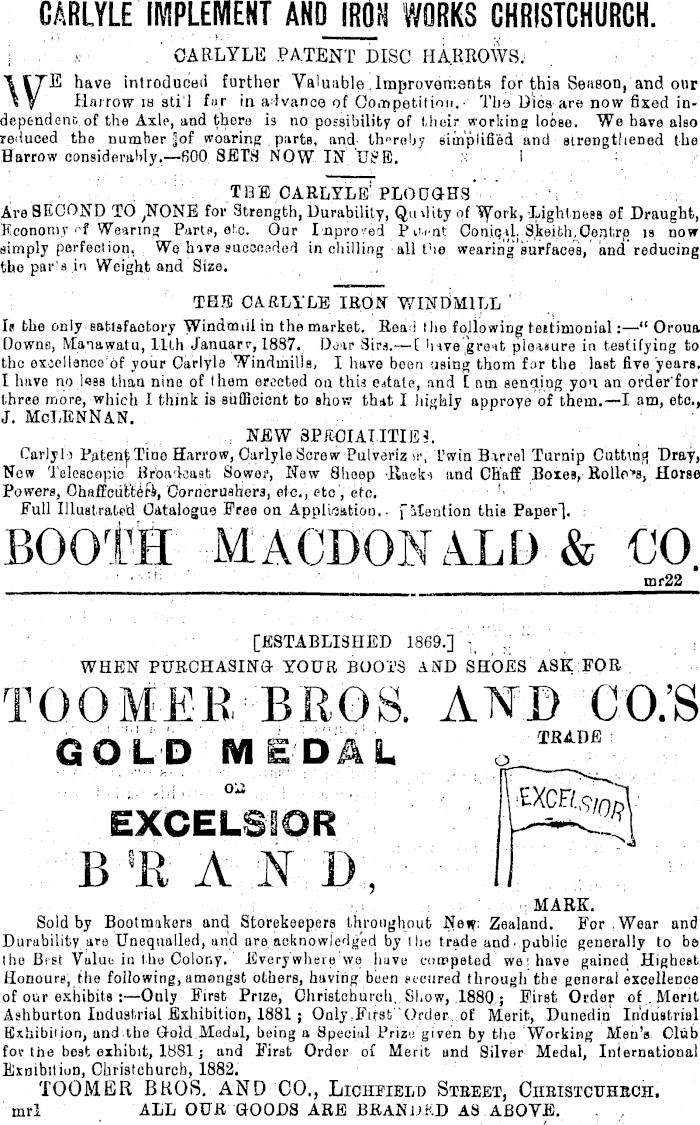 CARLYLE IMPLEMENT AND IRON WORKS CHRISTCHURCH.
CARLYLE PATENT DISC HARROWS.
WE have introduced further Valuable Improvements for this Season, and our
Harrow is still far in advance of Competition. The Dics are now fixed in-
dependent of the Axle, and there is no possibility of their working loose. We have also
reduced the number of wearing parts, and thereby simplified and strengthened the
Harrow considerably.—600 SETS NOW IN USE.
THE CARLYLE PLOUGHS
Are SECOND TO NONE for Strength, Durability, Quality of Work, Lightness of Draught,
Economy of Wearing Parts, etc. Our Improved Patent Conical Skeith Centre is now
simply perfection. We have succeeded in chilling all the wearing surfaces, and reducing
the parts in Weight and Size.
THE CARLYLE IRON WINDMILL
Is the only satisfactory Windmill in the market. Read the following testimonial:—“ Oroua
Downs, Manawatu, 11th January, 1887. Dear Sirs.—I have great pleasure in testifying to
the excellence of your Carlyle Windmills, I have been using them for the last five years.
I have no less than nine of them erected on this estate, and I am sending you an order for
three more, which I think is sufficient to show that I highly approve of them.—I am, etc.,
J. McLENNAN.
NEW SPECIALITIES.
Carlyle Patent Tine Harrow, Carlyle Screw Pulverizer, Twin Barrel Turnip Cutting Dray,
New Telescopic Broadcast Sower, New Sheep Racks and Chaff Boxes, Rollers, Horse
Powers, Chaffcutters, Corncrushers, etc., etc, etc.
Full Illustrated Catalogue Free on Application. [Mention this Paper].
BOOTH MACDONALD & CO.
mr22
[ESTABLISHED 1869.]
WHEN PURCHASING YOUR BOOTS AND SHOES ASK FOR
TOOMER BROS. AND CO.'S
GOLD MEDAL
OR
EXCELSIOR
BRAND,
TRADE
EXCELSIOR
MARK.
Sold by Bootmakers and Storekeepers throughout New Zealand. For Wear and
Durability are Unequalled, and are acknowledged by the trade and public generally to be
the Best Value in the Colony. Everywhere we have competed we have gained Highest
Honours, the following, amongst others, having been secured through the general excellence
of our exhibits:—Only First Prize, Christchurch Show, 1880; First Order of Merit
Ashburton Industrial Exhibition, 1881; Only First Order of Merit, Dunedin Industrial
Exhibition, and the Gold Medal, being a Special Prize given by the Working Men's Club
for the best exhibit, 1881; and First Order of Merit and Silver Medal, International
Exhibition, Christchurch, 1882.
TOOMER BROS. AND CO., LICHFIELD STREET, CHRISTCUHRCH.
mr1 ALL OUR GOODS ARE BRANDED AS ABOVE.